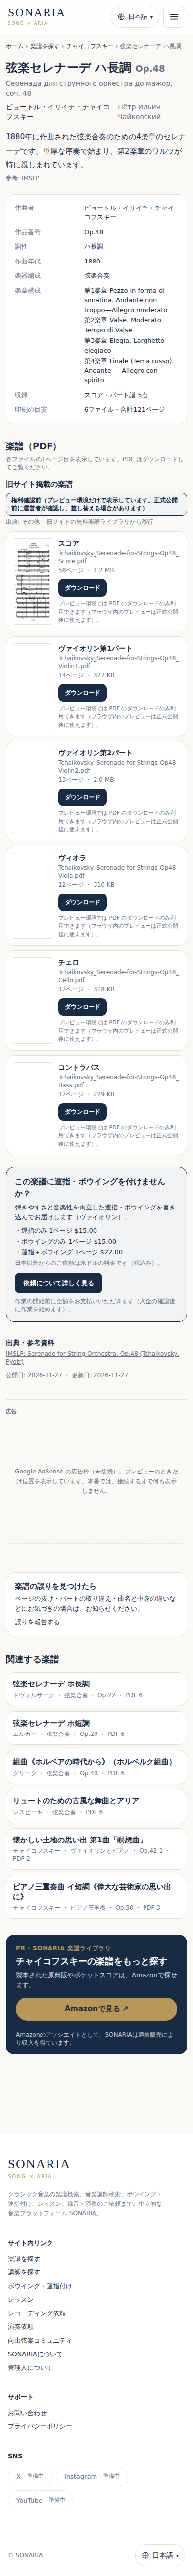 SONARIA
SONG × ARIA
日本語 ▾
ホーム › 楽譜を探す › チャイコフスキー › 弦楽セレナーデ ハ長調
弦楽セレナーデ ハ長調 Op.48
Серенада для струнного оркестра до мажор,
соч. 48
ピョートル・イリイチ・チャイコ
フスキー
Пётр Ильич
Чайковский
1880年に作曲された弦楽合奏のための4楽章のセレナ
ーデです。重厚な序奏で始まり、第2楽章のワルツが
特に親しまれています。
参考: IMSLP
作曲者
ピョートル・イリイチ・チャイ
コフスキー
作品番号
Op.48
調性
ハ長調
作曲年代
1880
楽器編成
弦楽合奏
楽章構成
第1楽章 Pezzo in forma di
sonatina. Andante non
troppo—Allegro moderato
第2楽章 Valse. Moderato.
Tempo di Valse
第3楽章 Elegia. Larghetto
elegiaco
第4楽章 Finale (Tema russo).
Andante — Allegro con
spirito
収録
スコア・パート譜 5点
印刷の目安
6ファイル・合計121ページ
楽譜（PDF）
各ファイルの1ページ目を表示しています。PDF はダウンロードし
てご覧ください。
旧サイト掲載の楽譜
権利確認前（プレビュー環境だけで表示しています。正式公開
前に運営者が確認し、差し替える場合があります）
出典: その他 – 旧サイトの無料楽譜ライブラリから移行
スコア
Tchaikovsky_Serenade-for-Strings-Op48_
Score.pdf
58ページ ・ 1.2 MB
ダウンロード
プレビュー環境では PDF のダウンロードのみ利
用できます（ブラウザ内のプレビューは正式公開
後に使えます）。
ヴァイオリン第1パート
Tchaikovsky_Serenade-for-Strings-Op48_
Violin1.pdf
14ページ ・ 377 KB
ダウンロード
プレビュー環境では PDF のダウンロードのみ利
用できます（ブラウザ内のプレビューは正式公開
後に使えます）。
ヴァイオリン第2パート
Tchaikovsky_Serenade-for-Strings-Op48_
Violin2.pdf
13ページ ・ 2.0 MB
ダウンロード
プレビュー環境では PDF のダウンロードのみ利
用できます（ブラウザ内のプレビューは正式公開
後に使えます）。
ヴィオラ
Tchaikovsky_Serenade-for-Strings-Op48_
Viola.pdf
12ページ ・ 310 KB
ダウンロード
プレビュー環境では PDF のダウンロードのみ利
用できます（ブラウザ内のプレビューは正式公開
後に使えます）。
チェロ
Tchaikovsky_Serenade-for-Strings-Op48_
Cello.pdf
12ページ ・ 318 KB
ダウンロード
プレビュー環境では PDF のダウンロードのみ利
用できます（ブラウザ内のプレビューは正式公開
後に使えます）。
コントラバス
Tchaikovsky_Serenade-for-Strings-Op48_
Bass.pdf
12ページ ・ 229 KB
ダウンロード
プレビュー環境では PDF のダウンロードのみ利
用できます（ブラウザ内のプレビューは正式公開
後に使えます）。
この楽譜に運指・ボウイングを付けません
か？
弾きやすさと音楽性を両立した運指・ボウイングを書き
込んでお届けします（ヴァイオリン）。
・運指のみ 1ページ $15.00
・ボウイングのみ 1ページ $15.00
・運指＋ボウイング 1ページ $22.00
日本以外からのご依頼は米ドルの料金です（税込み）。
依頼について詳しく見る
作業の開始前に全額をお支払いいただきます（入金の確認後
に作業を始めます）。
出典・参考資料
IMSLP: Serenade for String Orchestra, Op.48 (Tchaikovsky,
Pyotr)
公開日: 2026-11-27 ・ 更新日: 2026-11-27
広告
Google AdSense の広告枠（未接続）。プレビューのときだ
け位置を表示しています。本番では、接続するまで何も表示
しません。
楽譜の誤りを見つけたら
ページの抜け・パートの取り違え・曲名と中身の違いな
どにお気づきの場合は、お知らせください。
誤りを報告する
関連する楽譜
弦楽セレナーデ ホ長調
ドヴォルザーク ・ 弦楽合奏 ・ Op.22 ・ PDF 6
弦楽セレナーデ ホ短調
エルガー ・ 弦楽合奏 ・ Op.20 ・ PDF 6
組曲《ホルベアの時代から》（ホルベルク組曲）
グリーグ ・ 弦楽合奏 ・ Op.40 ・ PDF 6
リュートのための古風な舞曲とアリア
レスピーギ ・ 弦楽合奏 ・ PDF 6
懐かしい土地の思い出 第1曲「瞑想曲」
チャイコフスキー ・ ヴァイオリンとピアノ ・ Op.42-1 ・
PDF 2
ピアノ三重奏曲 イ短調《偉大な芸術家の思い出
に》
チャイコフスキー ・ ピアノ三重奏 ・ Op.50 ・ PDF 3
PR · SONARIA 楽譜ライブラリ
チャイコフスキーの楽譜をもっと探す
製本された原典版やポケットスコアは、Amazonで探せ
ます。
Amazonで見る ↗
Amazonのアソシエイトとして、SONARIAは適格販売によ
り収入を得ています。
SONARIA
SONG × ARIA
クラシック音楽の楽譜検索、音楽講師検索、ボウイング・
運指付け、レッスン、録音・演奏のご依頼まで。中立的な
音楽プラットフォーム SONARIA。
サイト内リンク
楽譜を探す
講師を探す
ボウイング・運指付け
レッスン
レコーディング依頼
演奏依頼
向山弦楽コミュニティ
SONARIAについて
管理人について
サポート
お問い合わせ
プライバシーポリシー
SNS
X · 準備中
Instagram · 準備中
YouTube · 準備中
© SONARIA
日本語 ▾